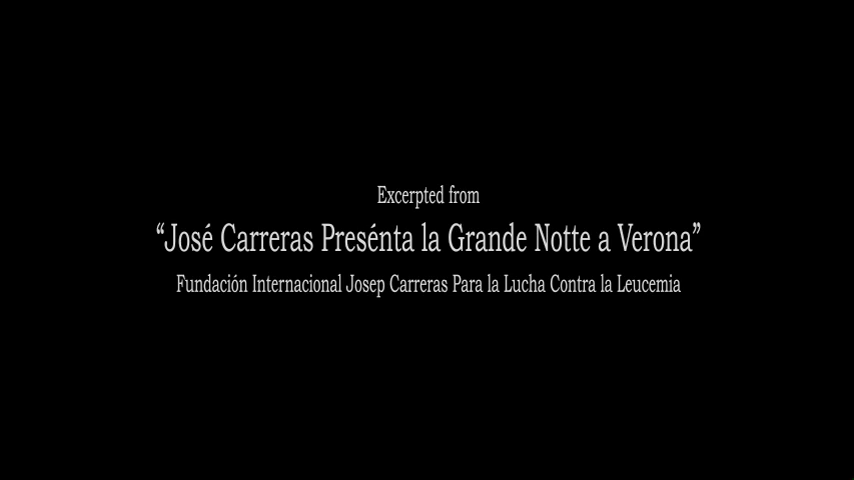 Excerpted from
“José Carreras Presénta la Grande Notte a Verona”
Fundación Internacional Josep Carreras Para la Lucha Contra la Leucemia